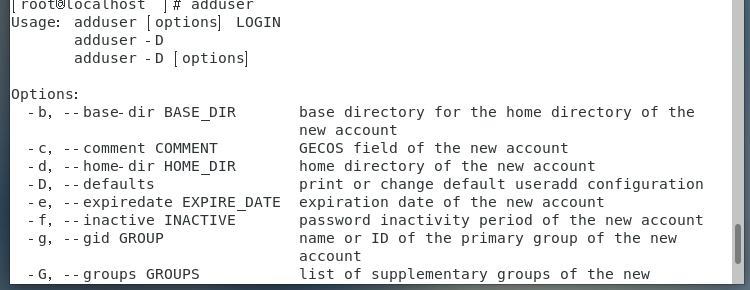 [root@localhost ]# adduser
Usage: adduser [options] LOGIN
adduser -D
adduser -D [options]
Options:
-b, --base-dir BASE_DIR base directory for the home directory of the
new account
-c, --comment COMMENT GECOS field of the new account
-d, --home-dir HOME_DIR home directory of the new account
-D, --defaults print or change default useradd configuration
-e, --expiredate EXPIRE_DATE expiration date of the new account
-f, --inactive INACTIVE password inactivity period of the new account
-g, --gid GROUP name or ID of the primary group of the new
account
-G, --groups GROUPS list of supplementary groups of the new